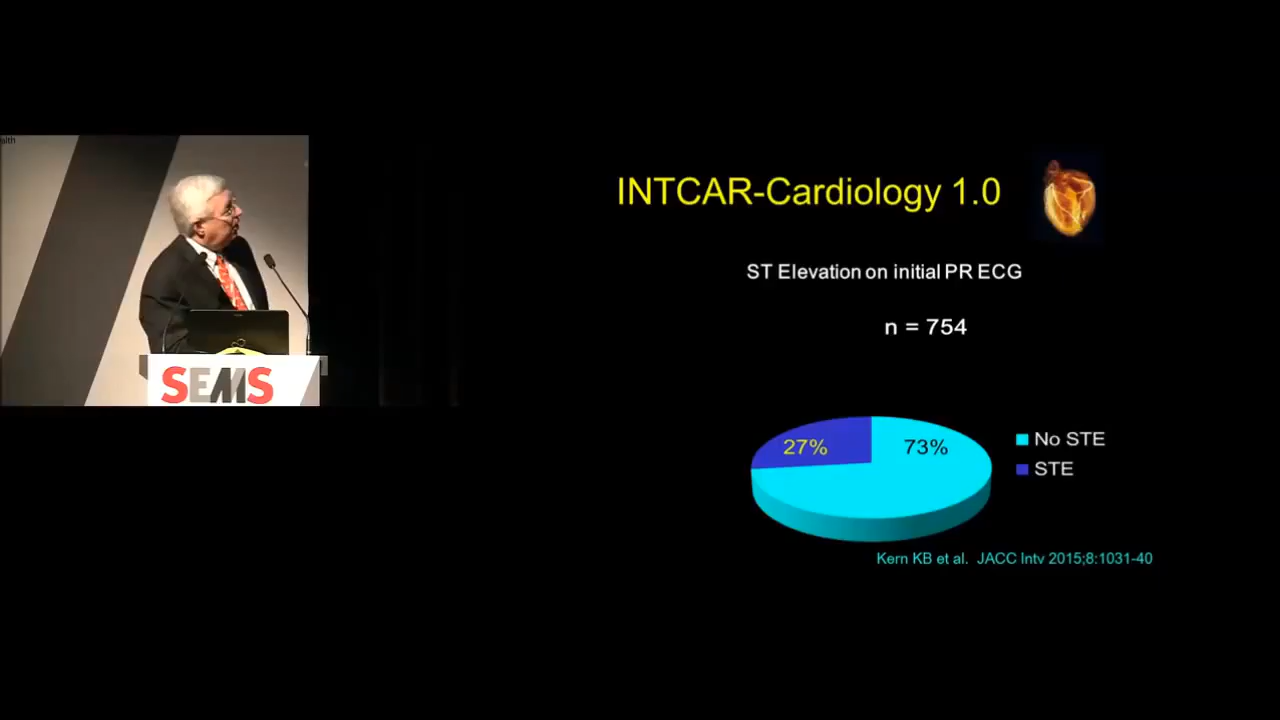 alth
SEMS
INTCAR-Cardiology 1.0
ST Elevation on initial PR ECG
n = 754
27%
73%
No STE
STE
Kern KB et al. JACC Intv 2015;8:1031-40